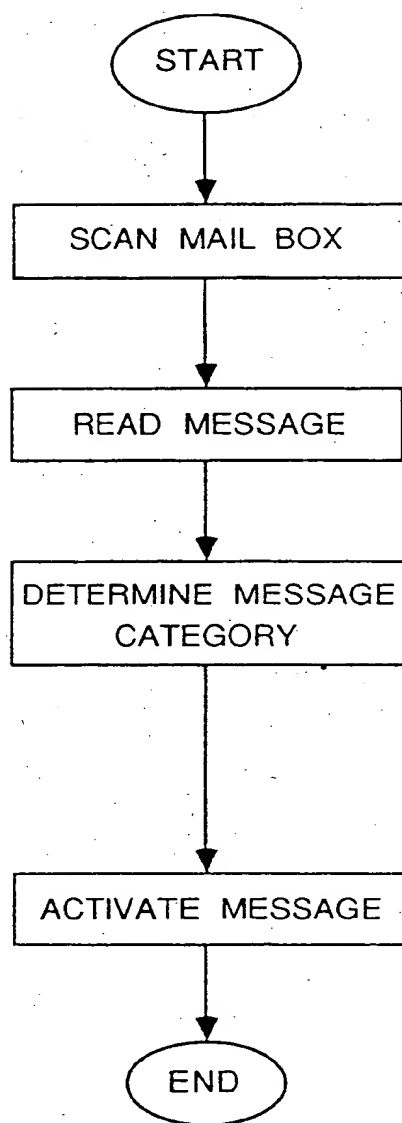 START
SCAN MAIL BOX
READ MESSAGE
DETERMINE MESSAGE
CATEGORY
ACTIVATE MESSAGE
END